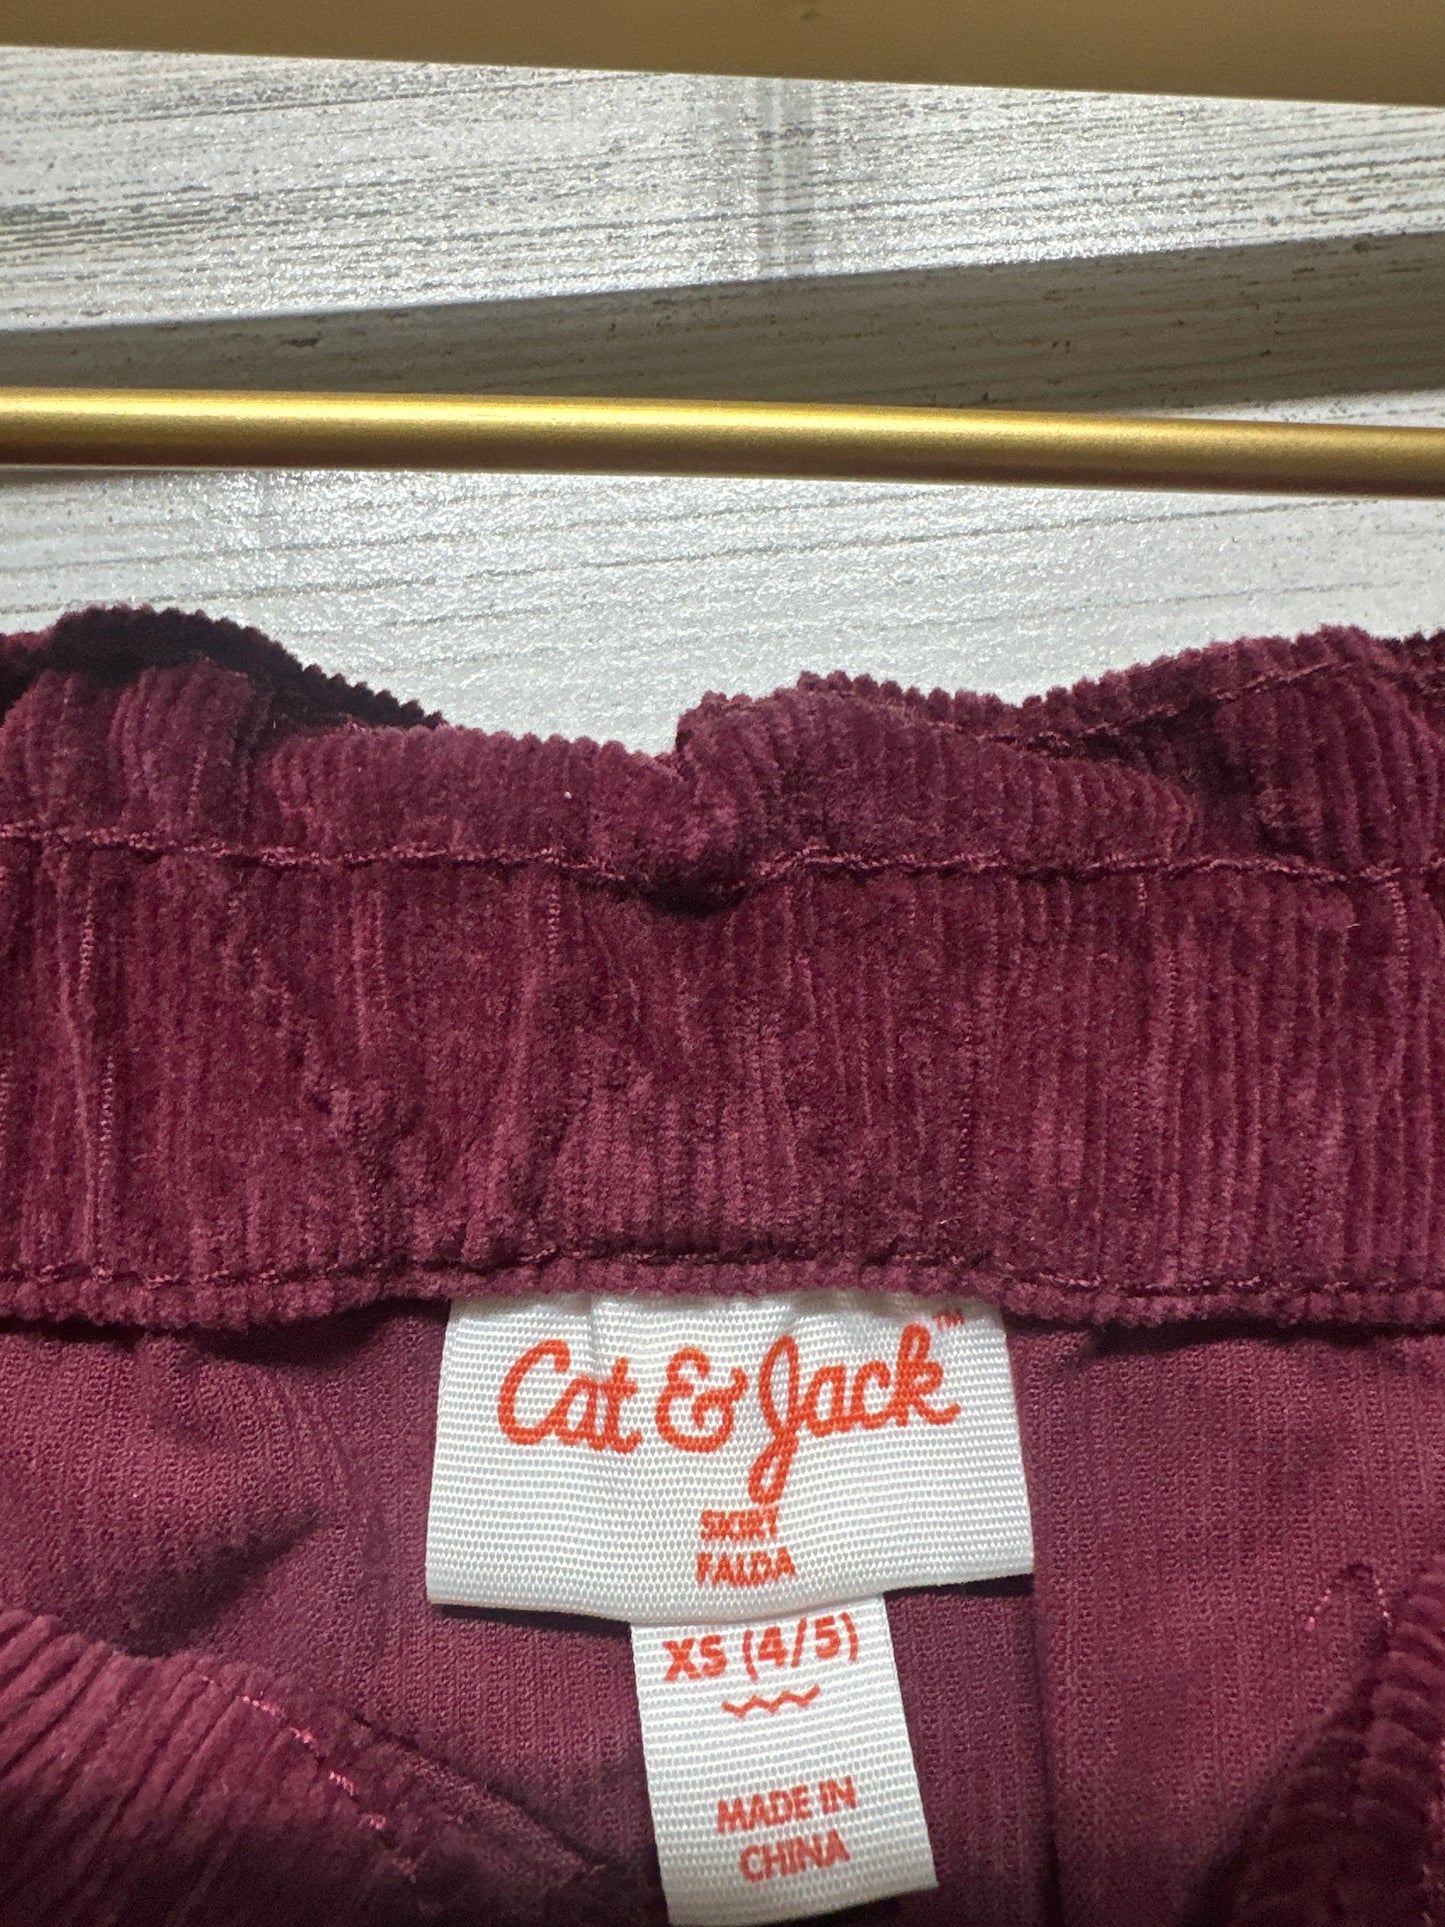 Cat & Jack™
SKIRT
FALDA
XS (4/5)
MADE IN
CHINA